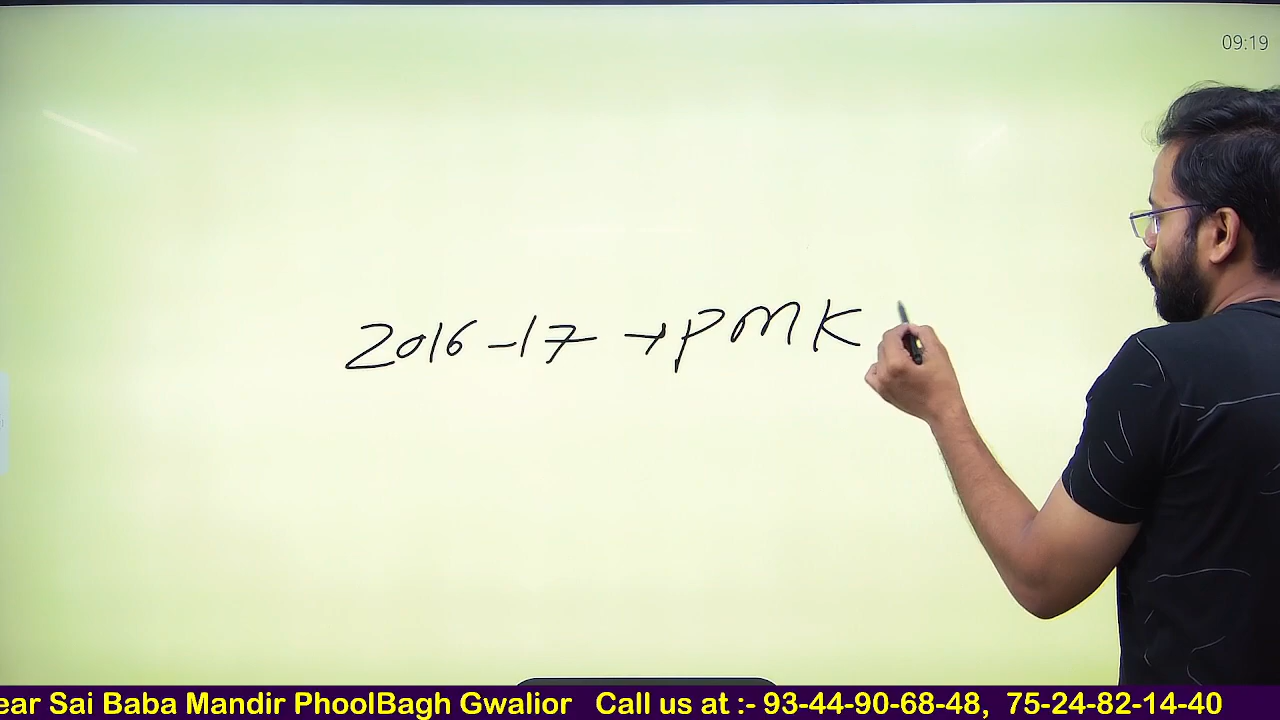 09:19
2016-17 → PMK
ear Sai Baba Mandir PhoolBagh Gwalior Call us at :- 93-44-90-68-48, 75-24-82-14-40